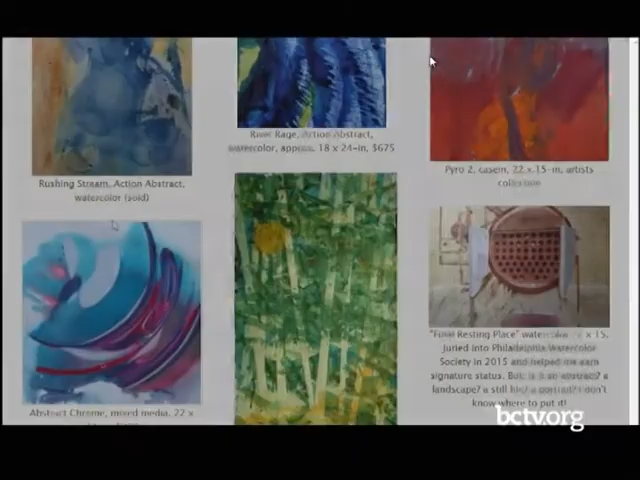 Rushing Stream, Action Abstract,
watercolor (sold)
River Rage, Action Abstract,
watercolor, approx. 18 x 24-in, $675
Pyro 2, casein, 22 x 15-in, artists
collection
Abstract Chrome, mixed media, 22 x
"Final Resting Place" x 15,
juried into Philadelphia Watercolor
Society in 2015 and helped me earn
signature status. But, is it an abstract? a
landscape? a still life? a portrait? I don't
know where to put it!
bctv.org